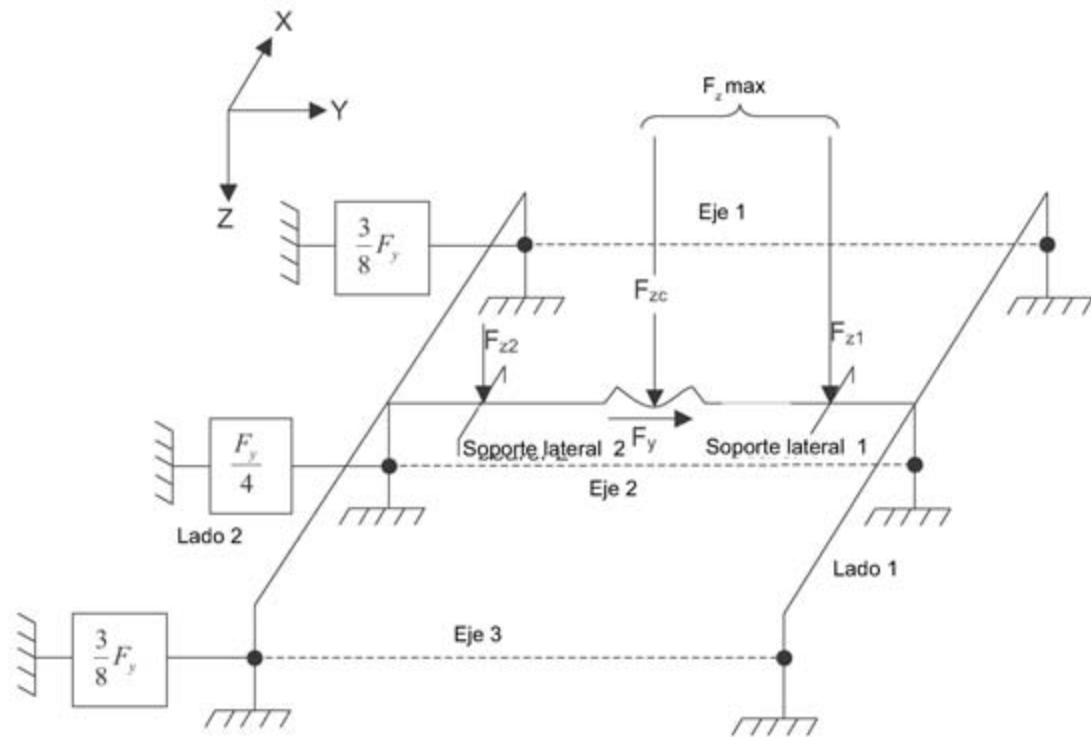 X
Y
Z
F_z max
Eje 1
3/8 F_y
F_zc
F_z2
F_z1
Soporte lateral 2
F_y
Soporte lateral 1
F_y/4
Eje 2
Lado 2
Lado 1
Eje 3
3/8 F_y